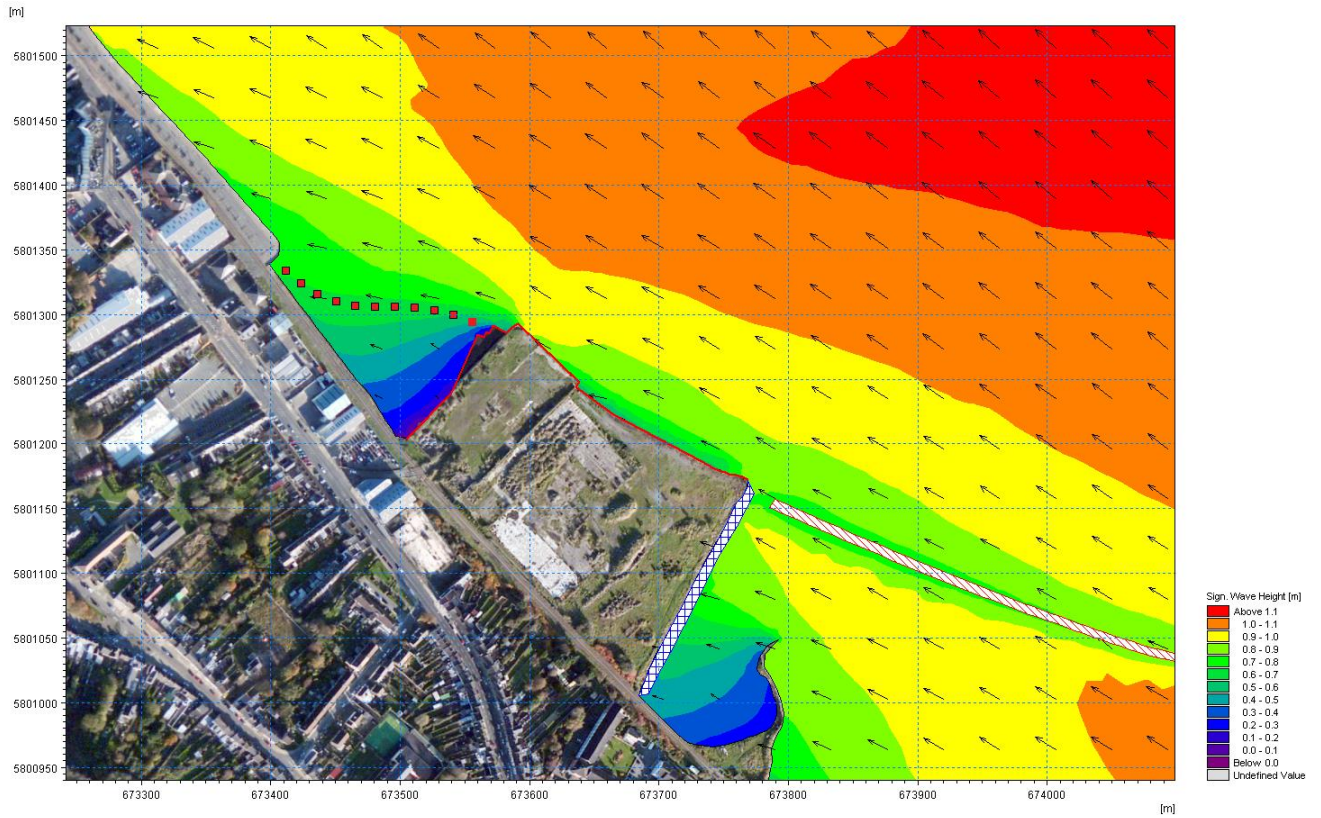 [m]
5801500
5801450
5801400
5801350
5801300
5801250
5801200
5801150
5801100
5801050
5801000
5800950
673300 673400 673500 673600 673700 673800 673900 674000
[m]
Sign. Wave Height [m]
Above 1.1
1.0 - 1.1
0.9 - 1.0
0.8 - 0.9
0.7 - 0.8
0.6 - 0.7
0.5 - 0.6
0.4 - 0.5
0.3 - 0.4
0.2 - 0.3
0.1 - 0.2
0.0 - 0.1
Below 0.0
Undefined Value